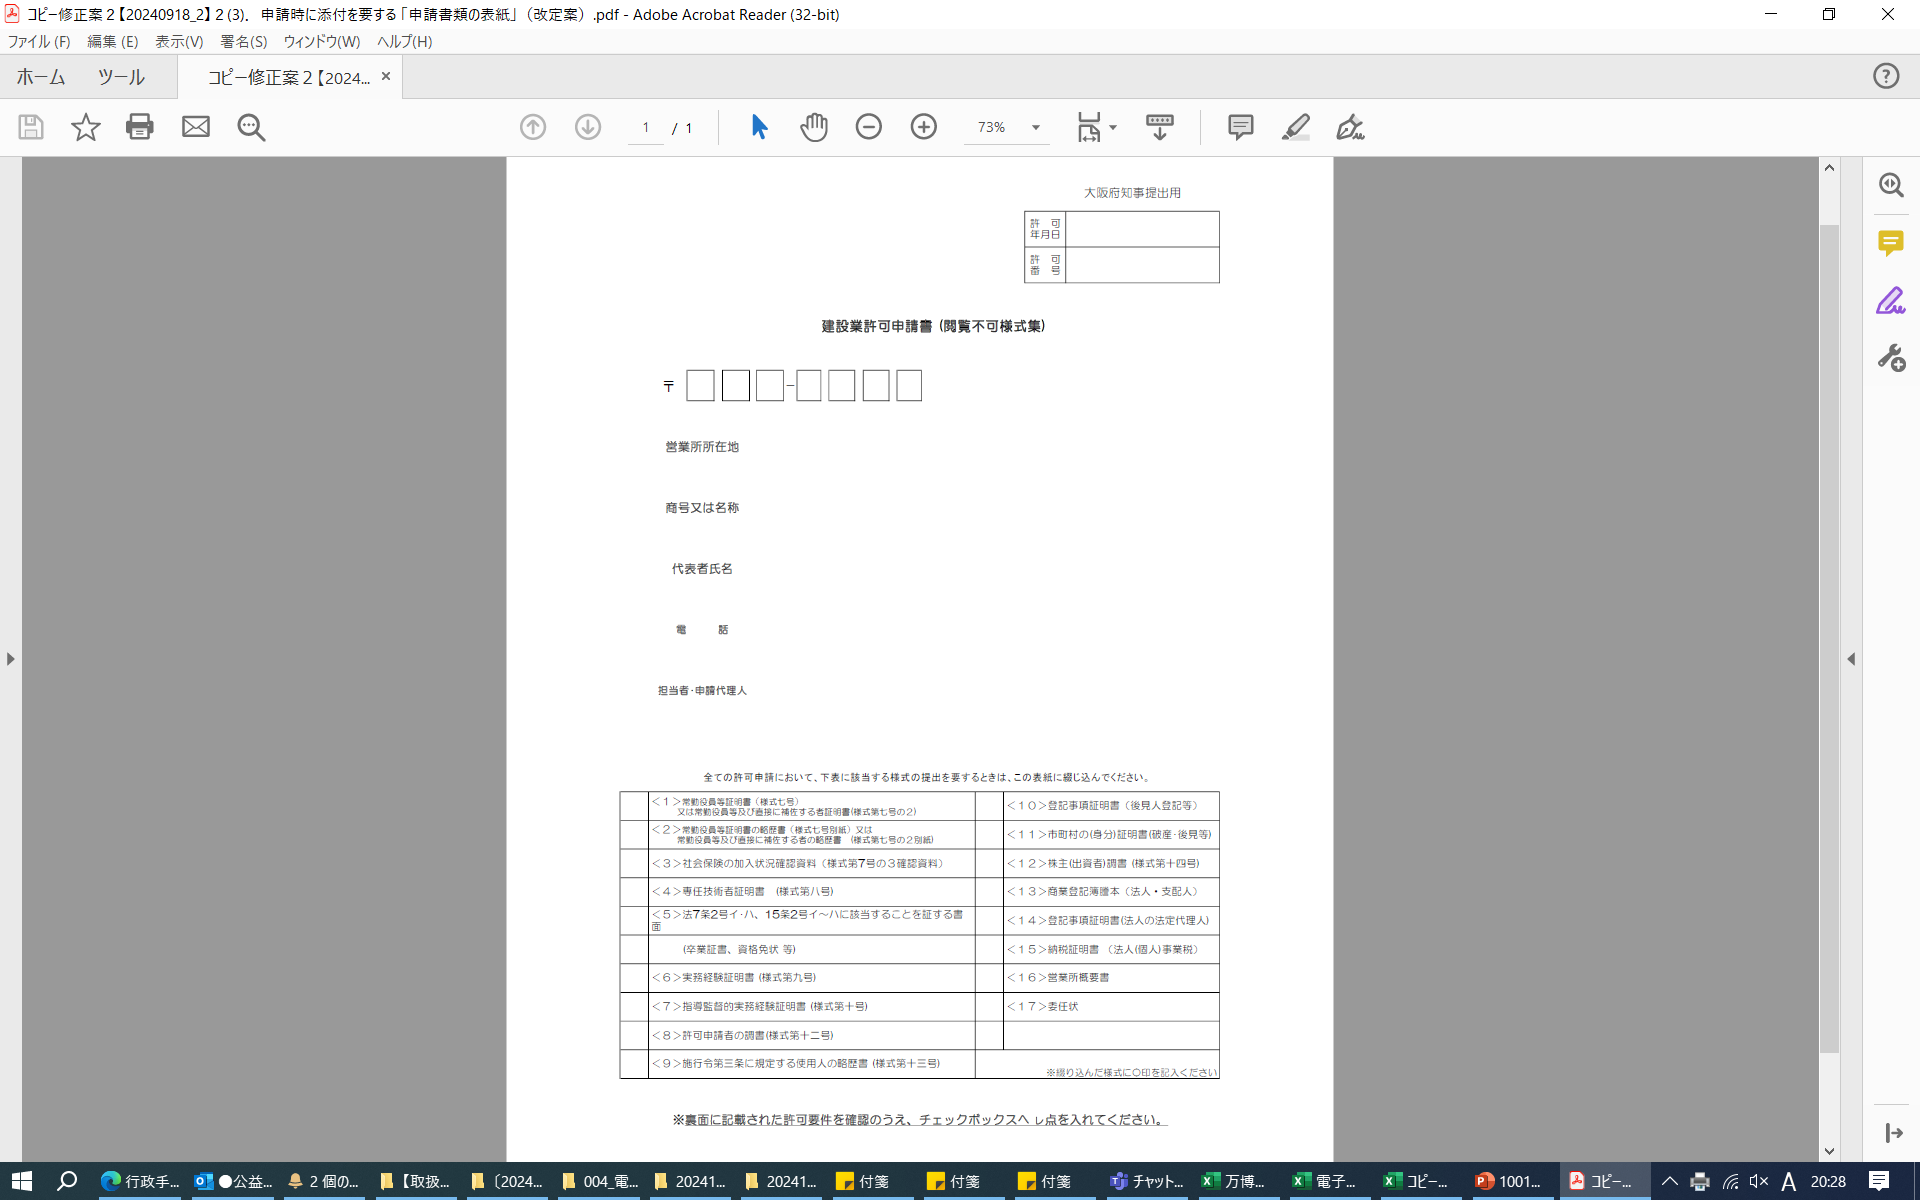 コピー修正案２【20240918_2】２(3)．申請時に添付を要する「申請書類の表紙」（改定案）.pdf - Adobe Acrobat Reader (32-bit)
ファイル(F) 編集(E) 表示(V) 署名(S) ウィンドウ(W) ヘルプ(H)
ホーム ツール コピー修正案２【2024... ×
1 / 1 73%
大阪府知事提出用
許 可
年月日
許 可
番 号
建設業許可申請書 (閲覧不可様式集)
〒 －
営業所所在地
商号又は名称
代表者氏名
電 話
担当者･申請代理人
全ての許可申請において、下表に該当する様式の提出を要するときは、この表紙に綴じ込んでください。
＜１＞常勤役員等証明書（様式七号）
又は常勤役員等及び直接に補佐する者証明書(様式第七号の２)
＜１０＞登記事項証明書（後見人登記等）
＜２＞常勤役員等証明書の略歴書（様式七号別紙）又は
常勤役員等及び直接に補佐する者の略歴書 (様式第七号の２別紙)
＜１１＞市町村の(身分)証明書(破産･後見等)
＜３＞社会保険の加入状況確認資料（様式第7号の３確認資料）
＜１２＞株主(出資者)調書 (様式第十四号)
＜４＞専任技術者証明書 (様式第八号)
＜１３＞商業登記簿謄本（法人・支配人）
＜５＞法7条2号イ･ハ、15条2号イ～ハに該当することを証する書
面
＜１４＞登記事項証明書(法人の法定代理人)
(卒業証書、資格免状 等)
＜１５＞納税証明書 （法人(個人)事業税）
＜６＞実務経験証明書 (様式第九号)
＜１６＞営業所概要書
＜７＞指導監督的実務経験証明書 (様式第十号)
＜１７＞委任状
＜８＞許可申請者の調書(様式第十二号)
＜９＞施行令第三条に規定する使用人の略歴書 (様式第十三号)
※綴り込んだ様式に○印を記入ください
※裏面に記載された許可要件を確認のうえ、チェックボックスへ レ点を入れてください。
行政手... ●公益... 2 個の... 【取扱... 〔2024... 004_電... 20241... 20241... 付箋 付箋 付箋 チャット... 万博... 電子... コピー... 1001... コピー... A 20:28